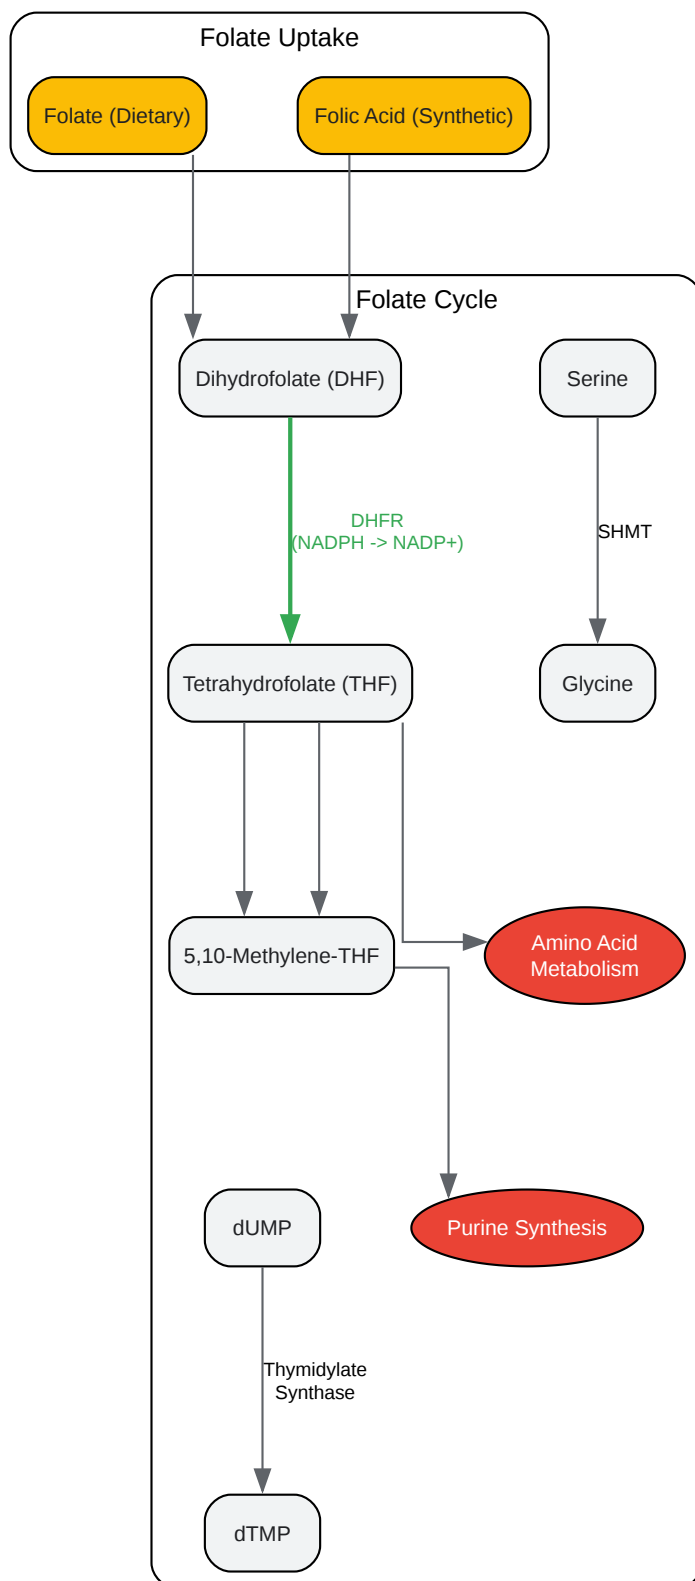 Folate Uptake
Folate (Dietary)
Folic Acid (Synthetic)
Folate Cycle
Dihydrofolate (DHF)
Serine
DHFR
(NADPH -> NADP+)
SHMT
Tetrahydrofolate (THF)
Glycine
5,10-Methylene-THF
Amino Acid
Metabolism
dUMP
Purine Synthesis
Thymidylate
Synthase
dTMP